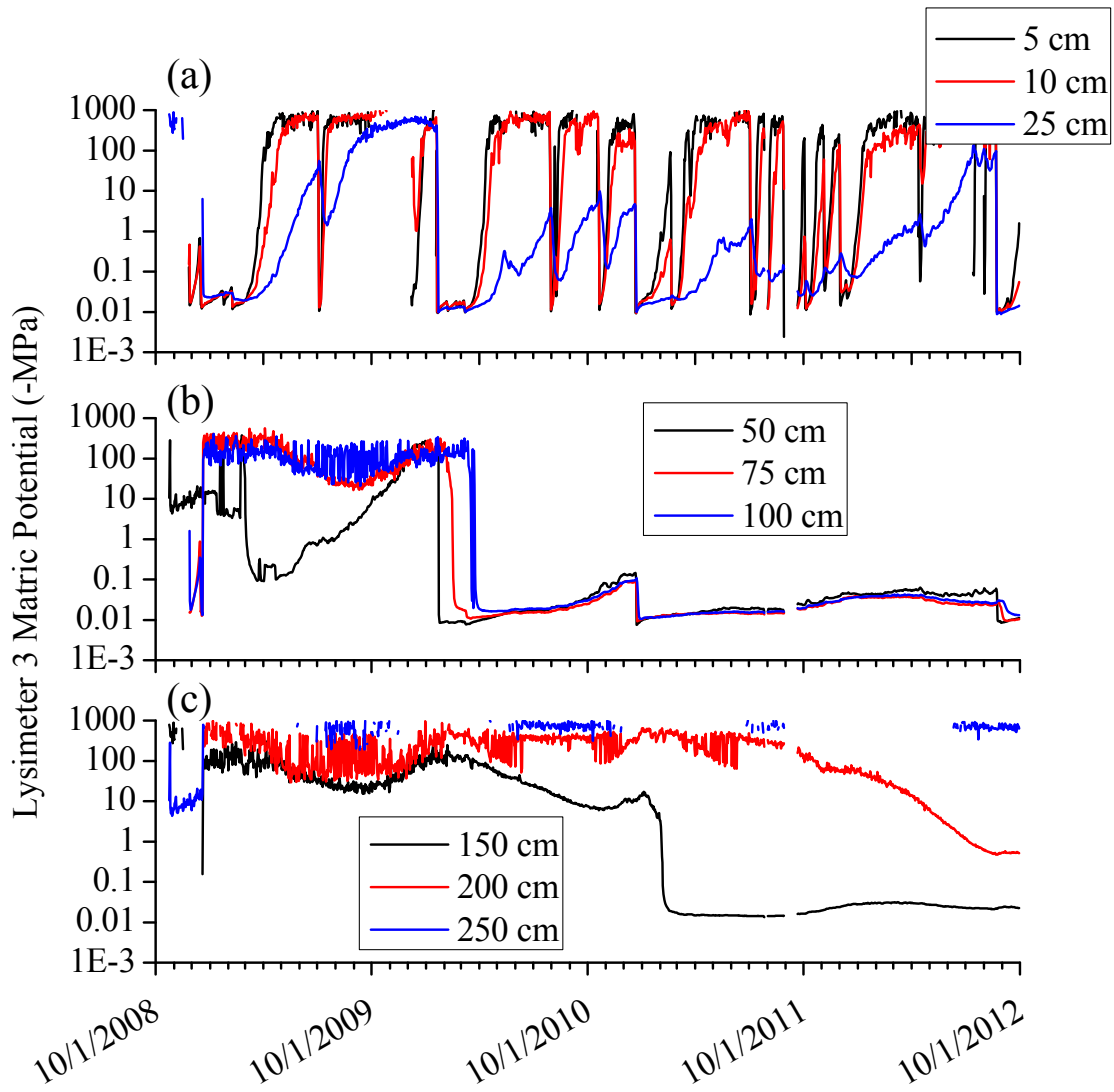 5 cm
10 cm
25 cm
(a)
1000
100
10
1
0.1
0.01
1E-3
Lysimeter 3 Matric Potential (-MPa)
(b)
1000
100
10
1
0.1
0.01
1E-3
50 cm
75 cm
100 cm
(c)
1000
100
10
1
0.1
0.01
1E-3
150 cm
200 cm
250 cm
10/1/2008
10/1/2009
10/1/2010
10/1/2011
10/1/2012